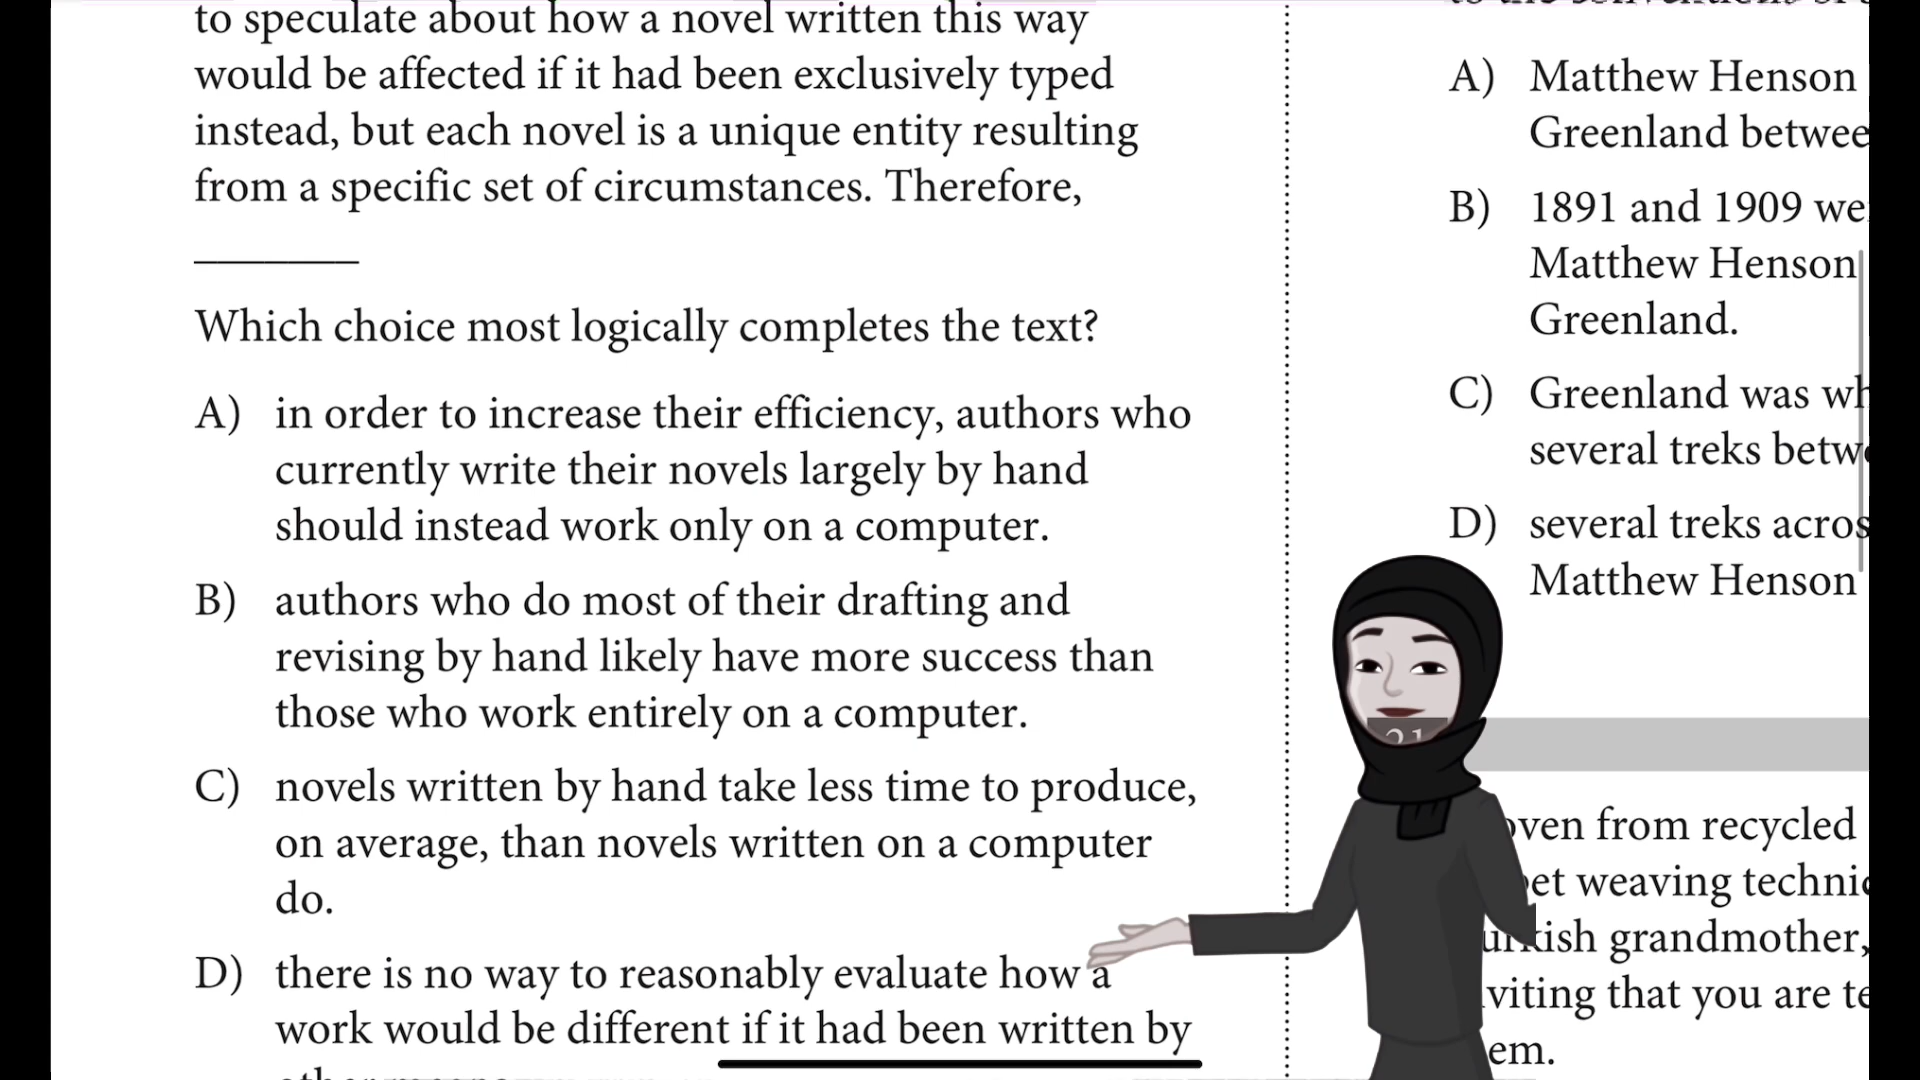 to speculate about how a novel written this way
would be affected if it had been exclusively typed
instead, but each novel is a unique entity resulting
from a specific set of circumstances. Therefore,
Which choice most logically completes the text?
A) in order to increase their efficiency, authors who
currently write their novels largely by hand
should instead work only on a computer.
B) authors who do most of their drafting and
revising by hand likely have more success than
those who work entirely on a computer.
C) novels written by hand take less time to produce,
on average, than novels written on a computer
do.
D) there is no way to reasonably evaluate how a
work would be different if it had been written by
A) Matthew Henson
Greenland betwee
B) 1891 and 1909 we
Matthew Henson
Greenland.
C) Greenland was wh
several treks betw
D) several treks acros
Matthew Henson
21
oven from recycled
et weaving techni
urkish grandmother,
viting that you are te
em.